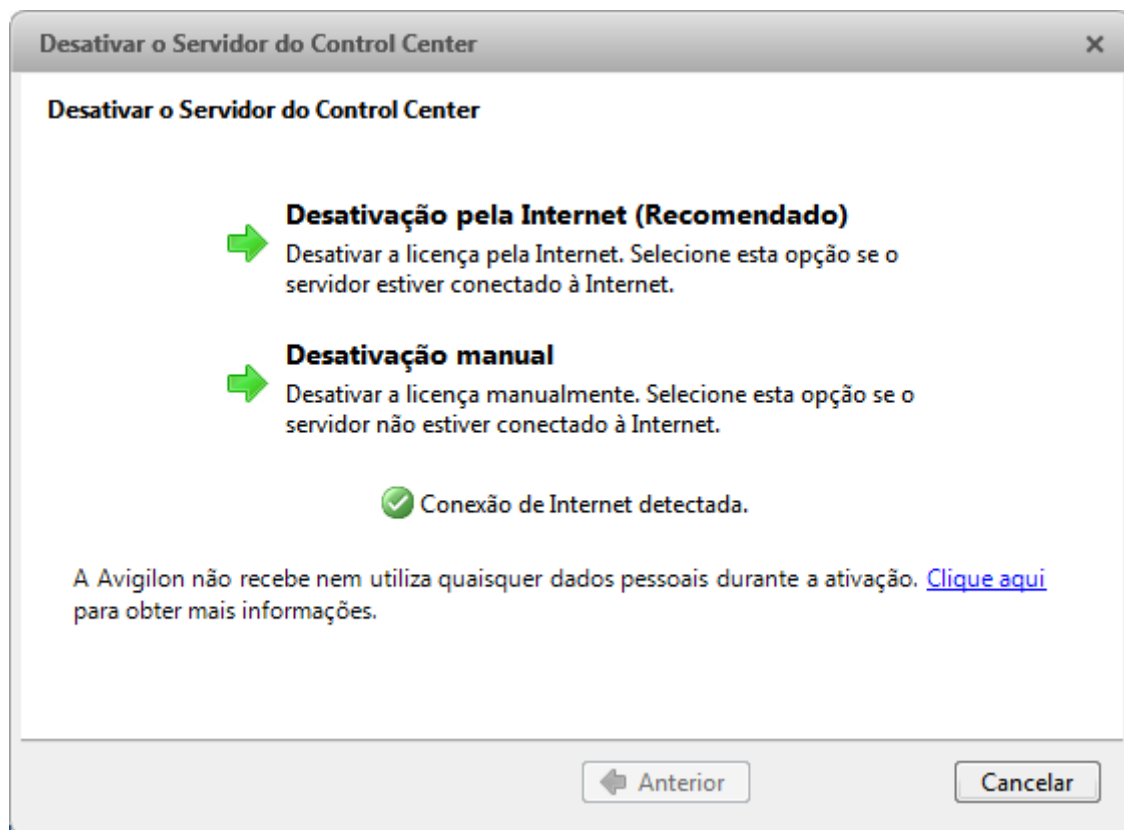 Desativar o Servidor do Control Center
Desativar o Servidor do Control Center
Desativação pela Internet (Recomendado)
Desativar a licença pela Internet. Selecione esta opção se o
servidor estiver conectado à Internet.
Desativação manual
Desativar a licença manualmente. Selecione esta opção se o
servidor não estiver conectado à Internet.
Conexão de Internet detectada.
A Avigilon não recebe nem utiliza quaisquer dados pessoais durante a ativação. Clique aqui
para obter mais informações.
Anterior
Cancelar